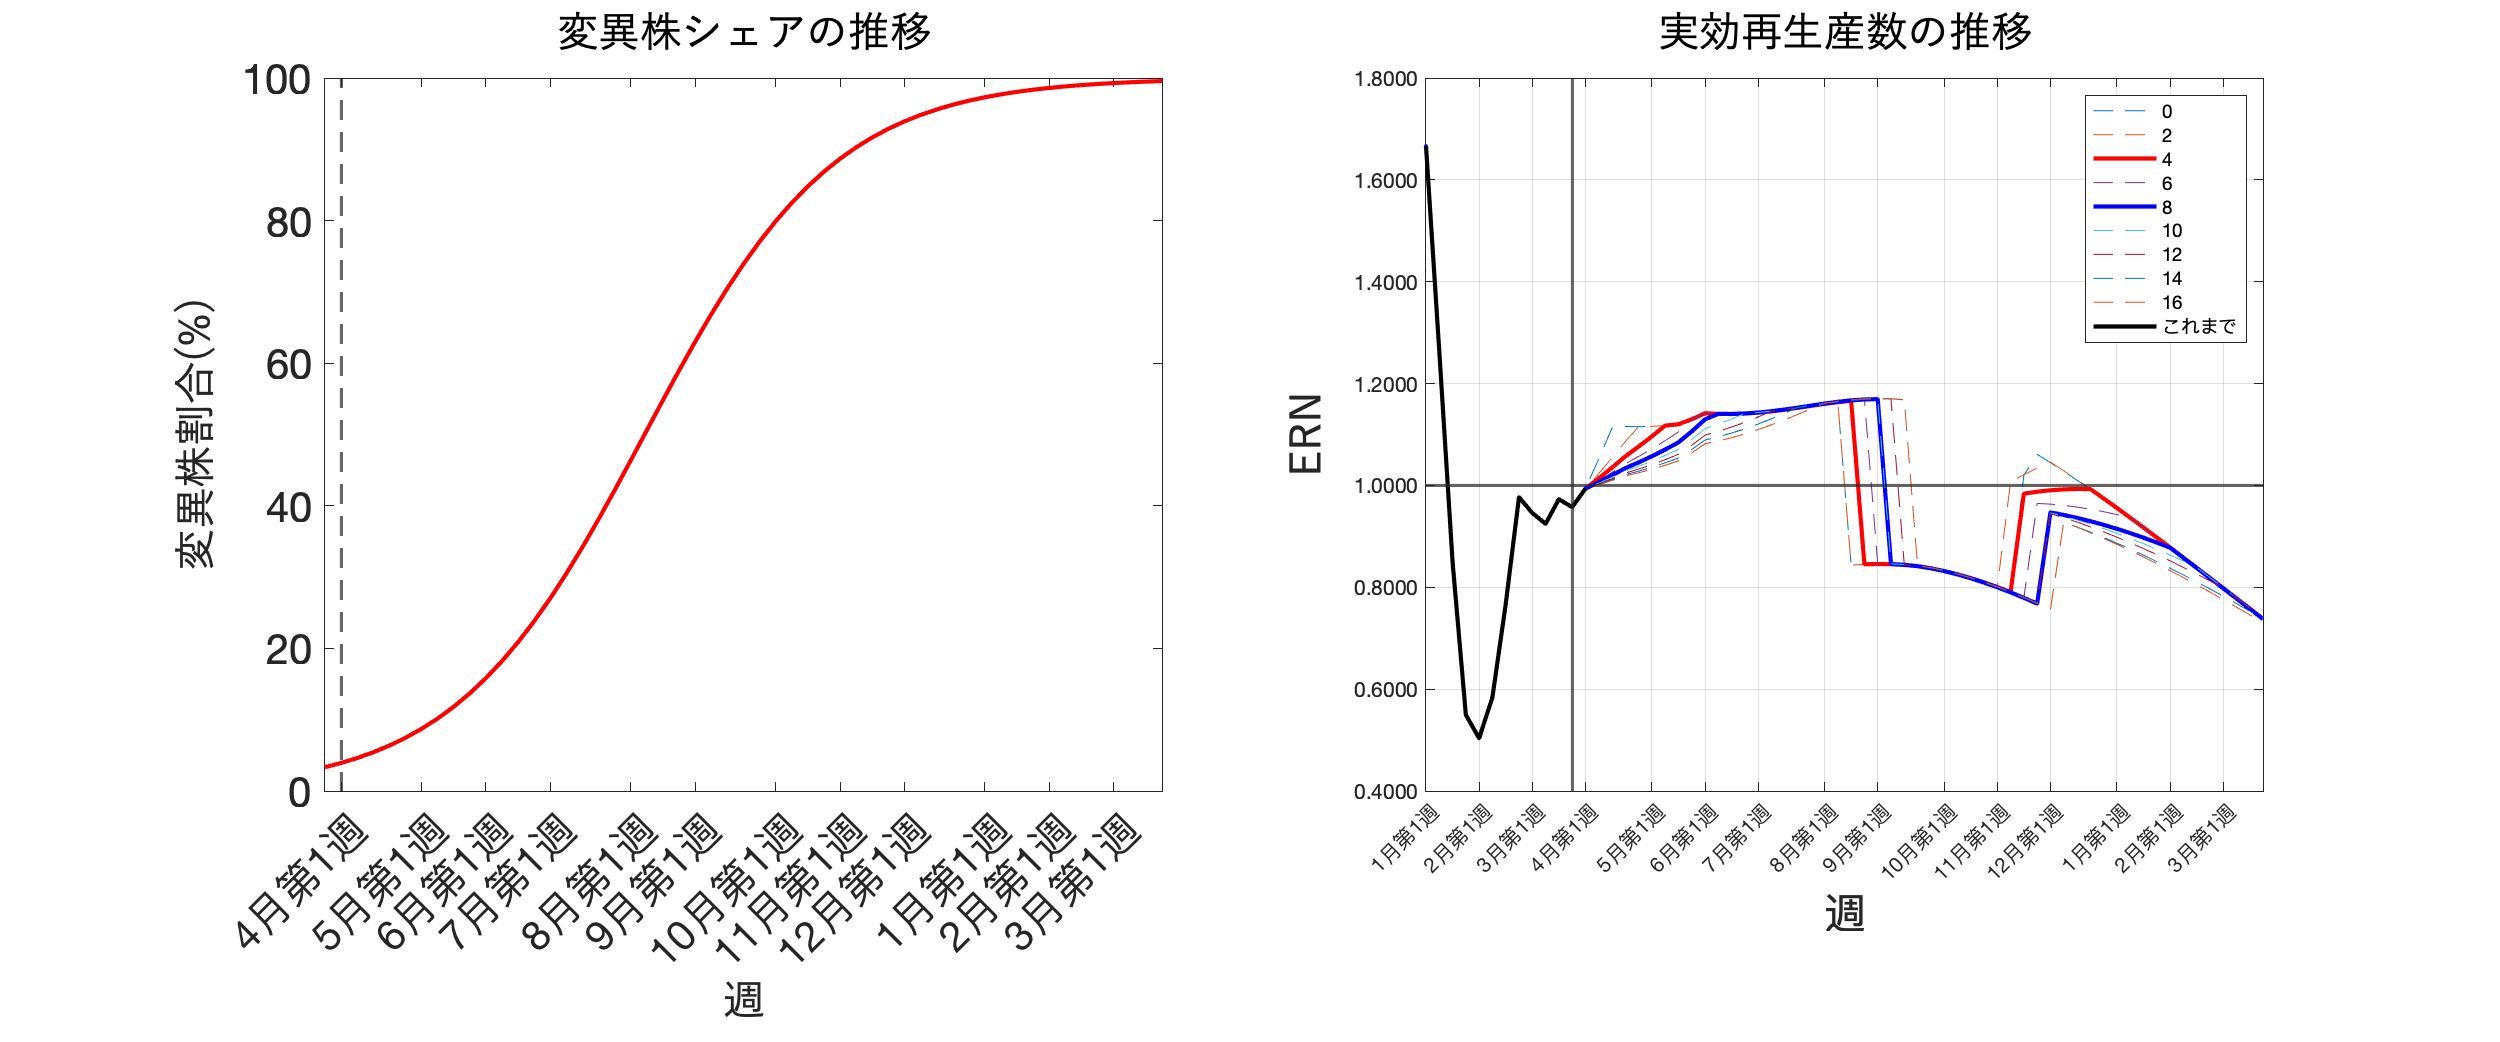 変異株シェアの推移
変異株割合(%)
100
80
60
40
20
0
4月第1週
5月第1週
6月第1週
7月第1週
8月第1週
9月第1週
10月第1週
11月第1週
12月第1週
1月第1週
2月第1週
3月第1週
週
実効再生産数の推移
ERN
1.8000
1.6000
1.4000
1.2000
1.0000
0.8000
0.6000
0.4000
0
2
4
6
8
10
12
14
16
これまで
1月第1週
2月第1週
3月第1週
4月第1週
5月第1週
6月第1週
7月第1週
8月第1週
9月第1週
10月第1週
11月第1週
12月第1週
1月第1週
2月第1週
3月第1週
週